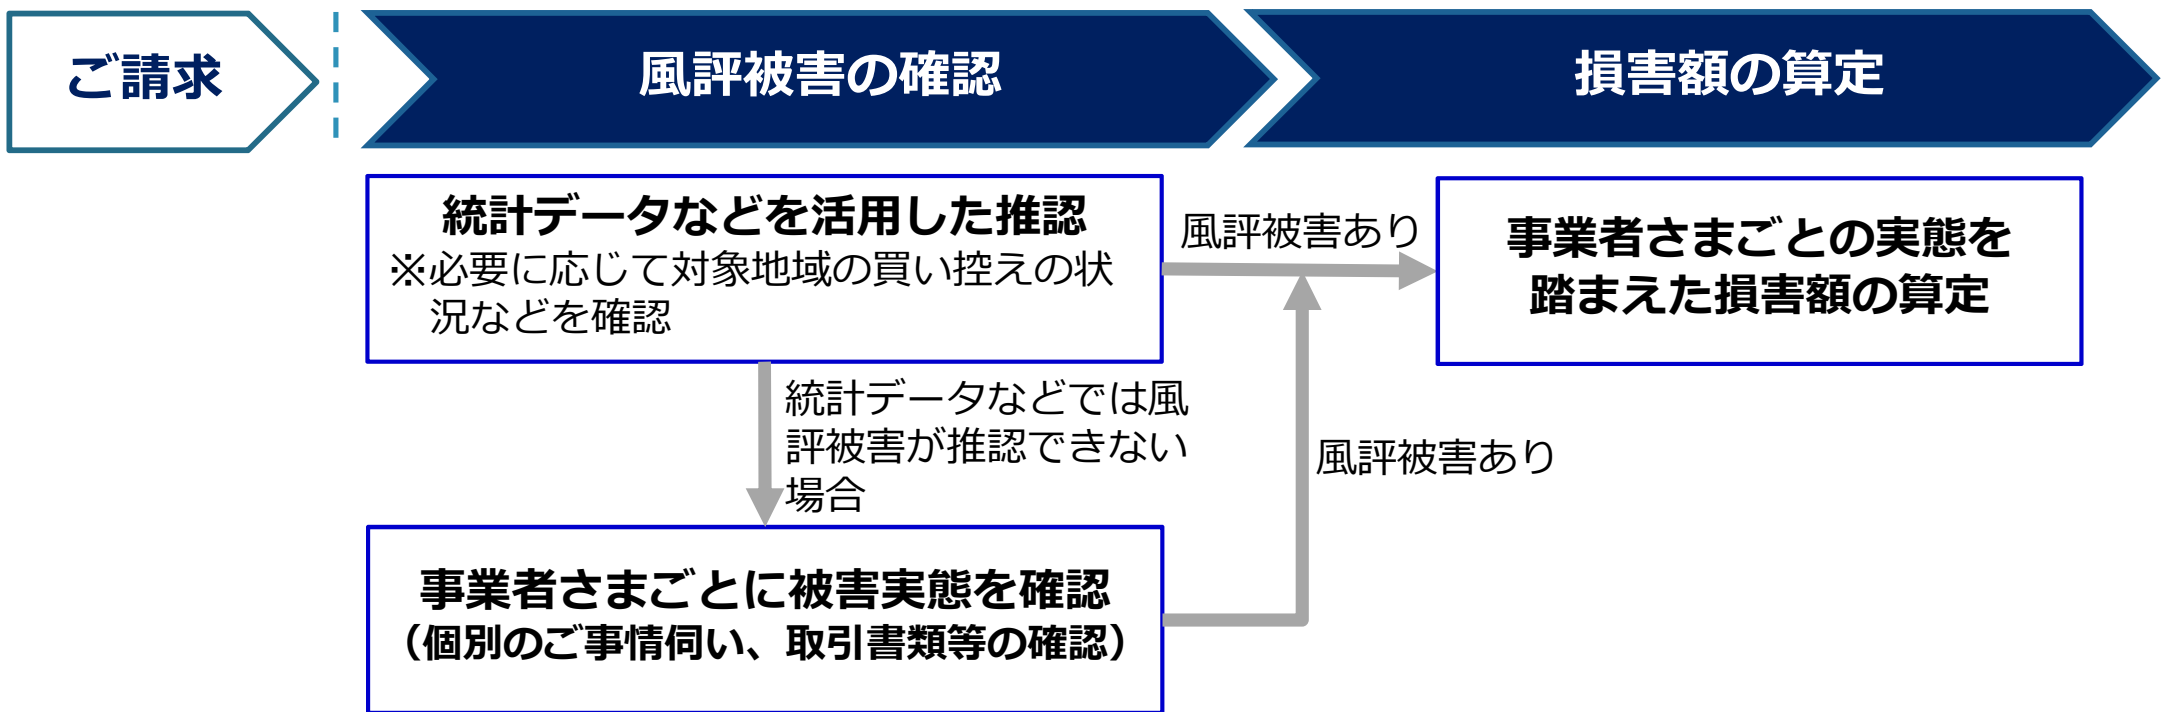 ご請求
風評被害の確認
損害額の算定
統計データなどを活用した推認
※必要に応じて対象地域の買い控えの状
況などを確認
風評被害あり
事業者さまごとの実態を
踏まえた損害額の算定
統計データなどでは風
評被害が推認できない
場合
風評被害あり
事業者さまごとに被害実態を確認
（個別のご事情伺い、取引書類等の確認）